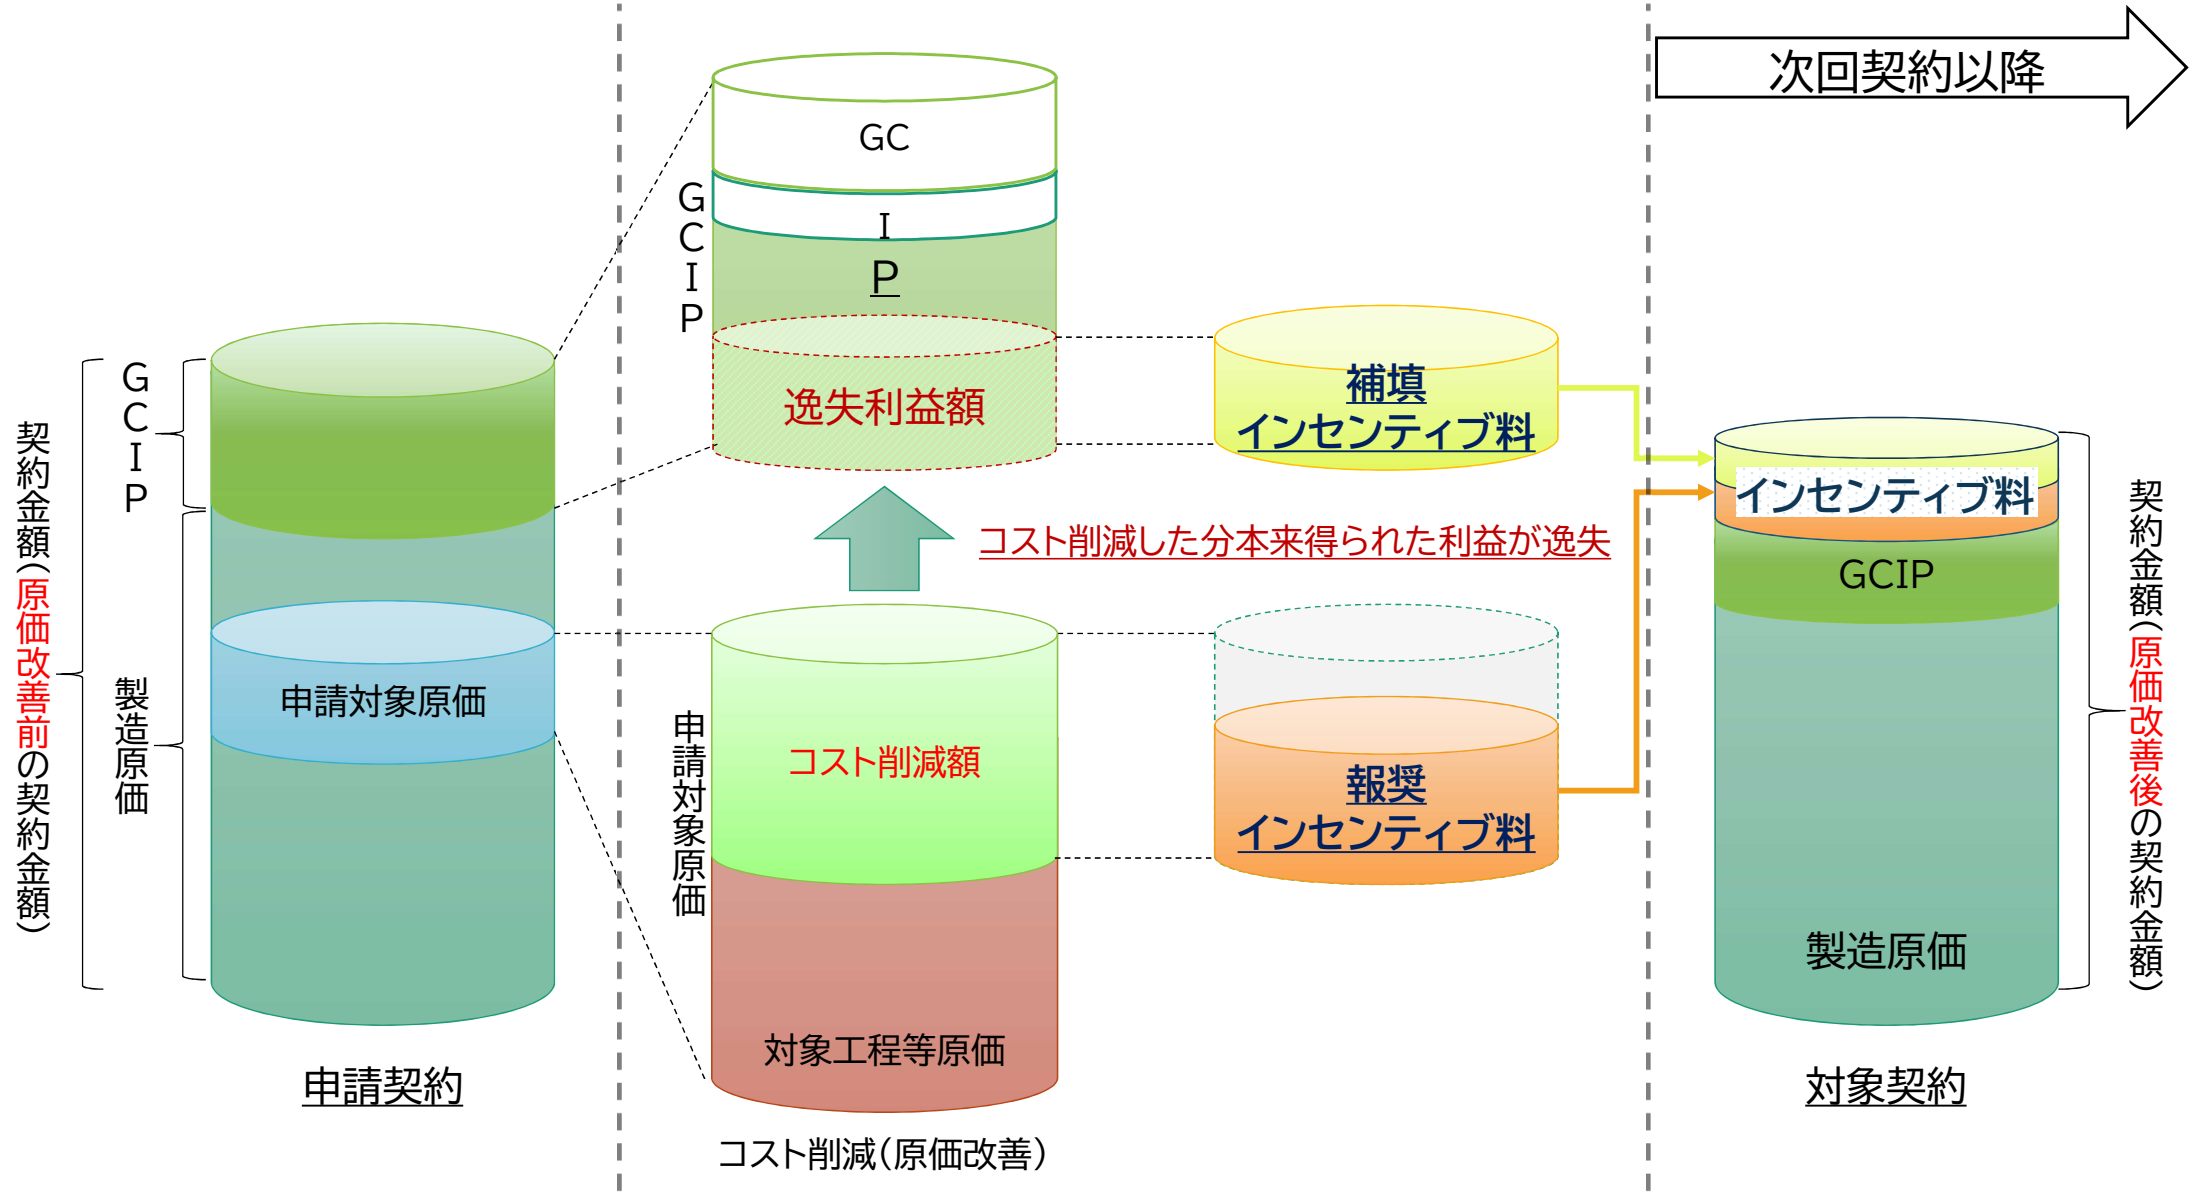 契約金額(原価改善前の契約金額)
GCIP
製造原価
申請対象原価
申請契約
GC
I
P
GCIP
逸失利益額
コスト削減した分本来得られた利益が逸失
申請対象原価
コスト削減額
対象工程等原価
コスト削減(原価改善)
補填
インセンティブ料
報奨
インセンティブ料
次回契約以降
インセンティブ料
GCIP
製造原価
契約金額(原価改善後の契約金額)
対象契約